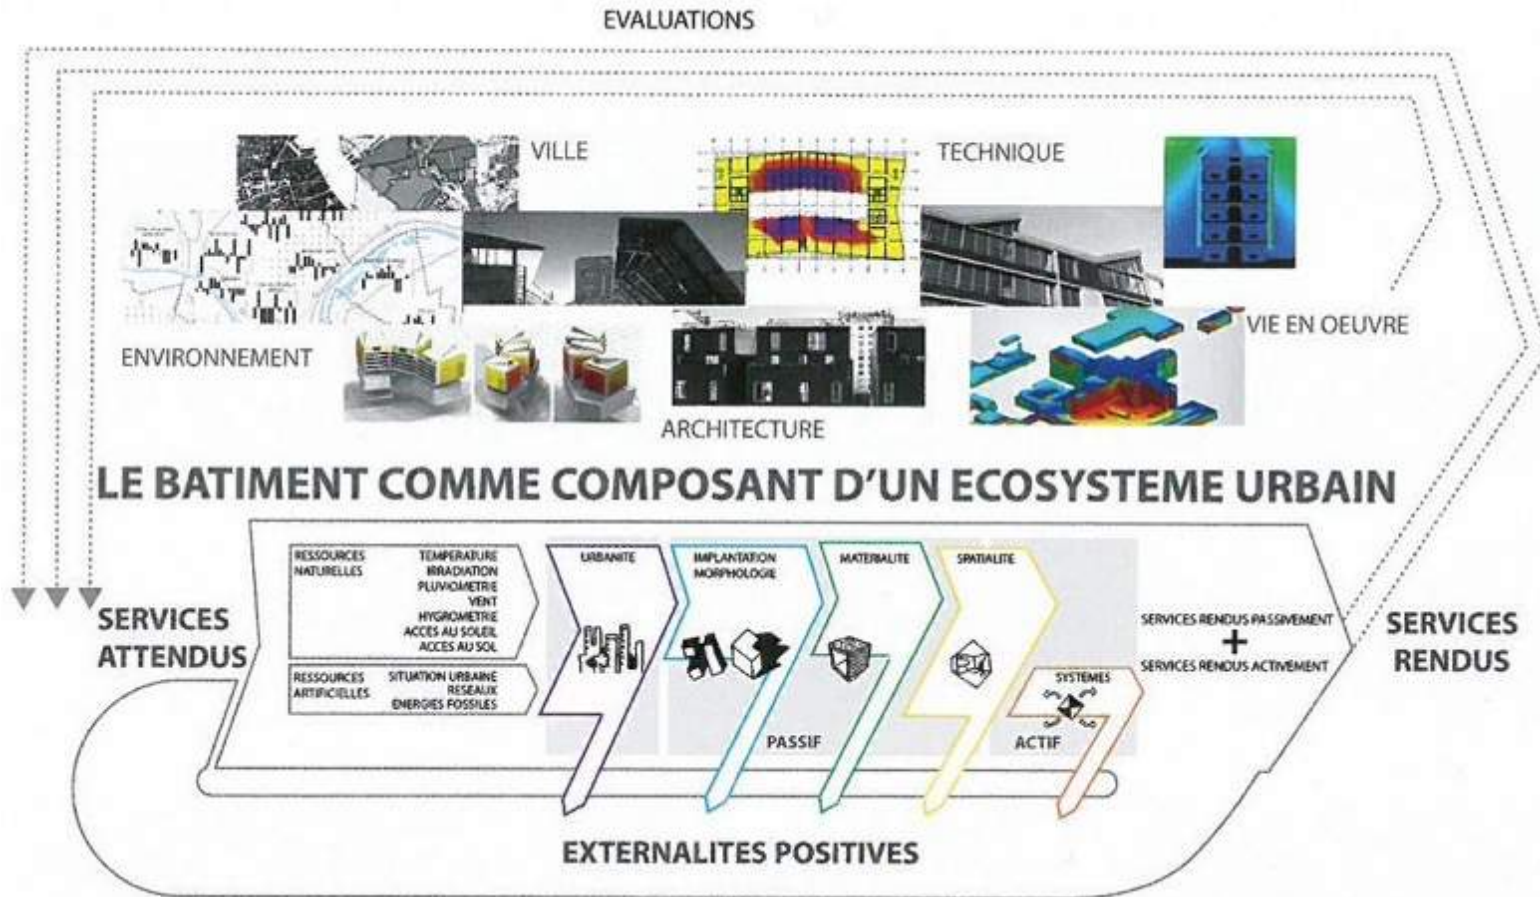 EVALUATIONS
VILLE
TECHNIQUE
ENVIRONNEMENT
VIE EN OEUVRE
ARCHITECTURE
LE BATIMENT COMME COMPOSANT D'UN ECOSYSTEME URBAIN
SERVICES
ATTENDUS
RESSOURCES
NATURELLES
TEMPERATURE
IRRADIATION
PLUVIOMETRIE
VENT
HYGROMETRIE
ACCES AU SOLEIL
ACCES AU SOL
RESSOURCES
ARTIFICIELLES
SITUATION URBAINE
RESEAUX
ENERGIES FOSSILES
URBANITE
IMPLANTATION
MORPHOLOGIE
MATERIALITE
SPATIALITE
SYSTEMES
PASSIF
ACTIF
SERVICES RENDUS PASSIVEMENT
+
SERVICES RENDUS ACTIVEMENT
SERVICES
RENDUS
EXTERNALITES POSITIVES